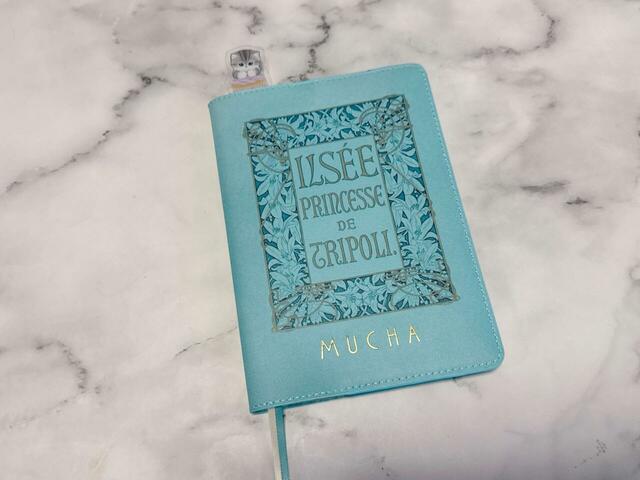 ILSÉE
PRINCESSE
DE
TRIPOLI.
MUCHA